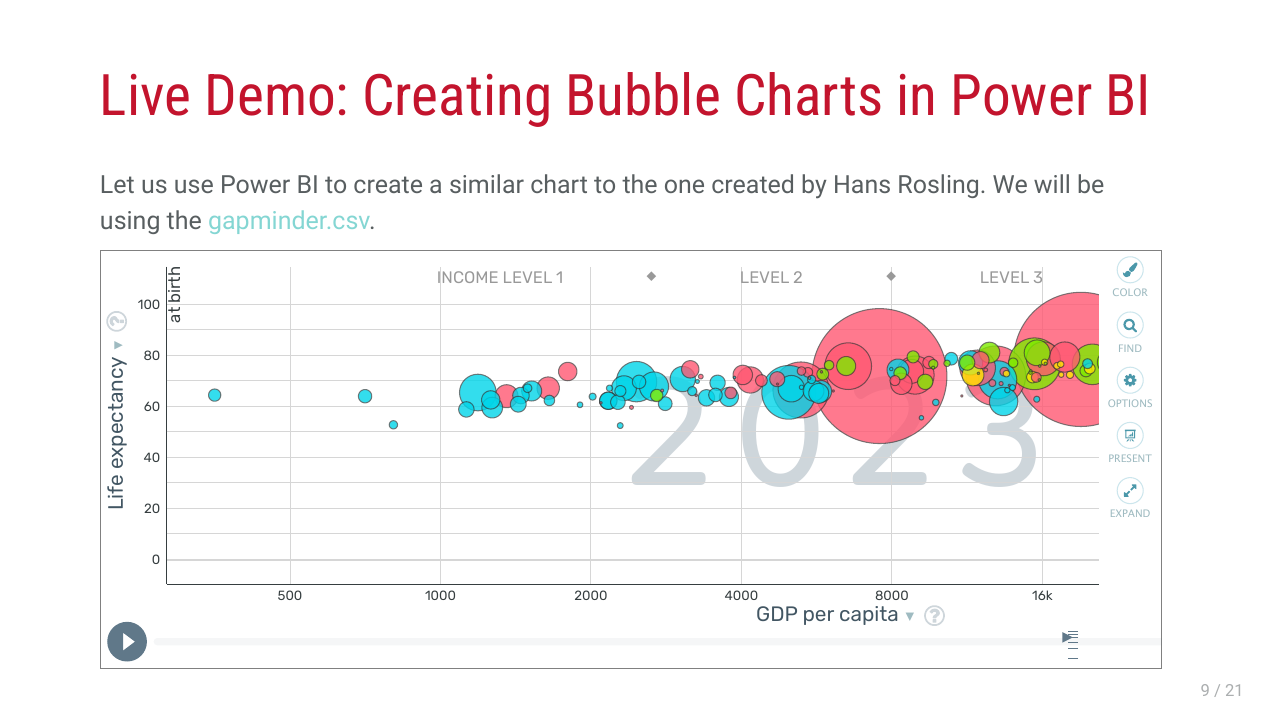 Live Demo: Creating Bubble Charts in Power BI
Let us use Power BI to create a similar chart to the one created by Hans Rosling. We will be
using the gapminder.csv.
INCOME LEVEL 1
LEVEL 2
LEVEL 3
at birth
Life expectancy ▼ ?
100
80
60
40
20
0
2023
500
1000
2000
4000
8000
16k
GDP per capita ▼ ?
COLOR
FIND
OPTIONS
PRESENT
EXPAND
9 / 21